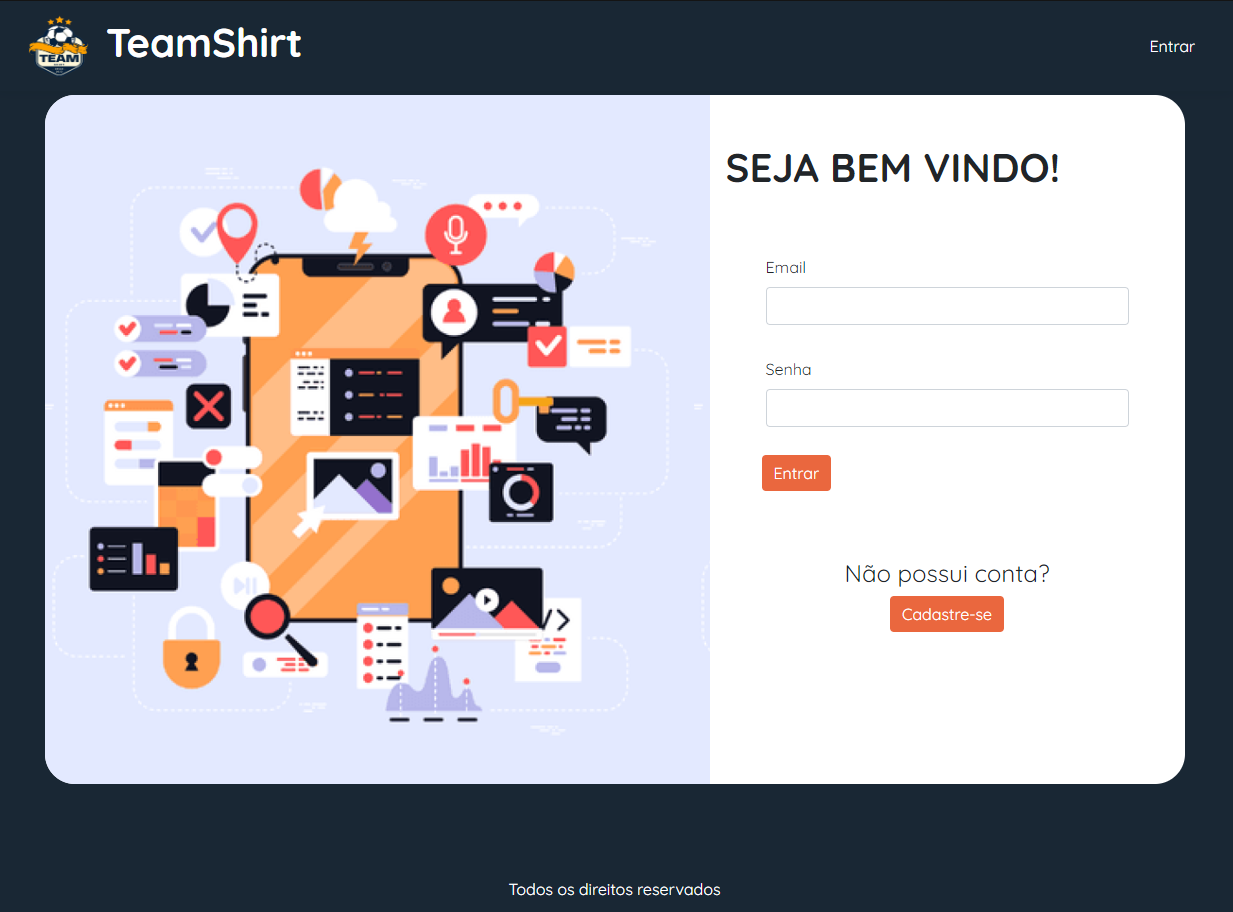 TEAM
TeamShirt
Entrar
SEJA BEM VINDO!
Email
Senha
Entrar
Não possui conta?
Cadastre-se
Todos os direitos reservados